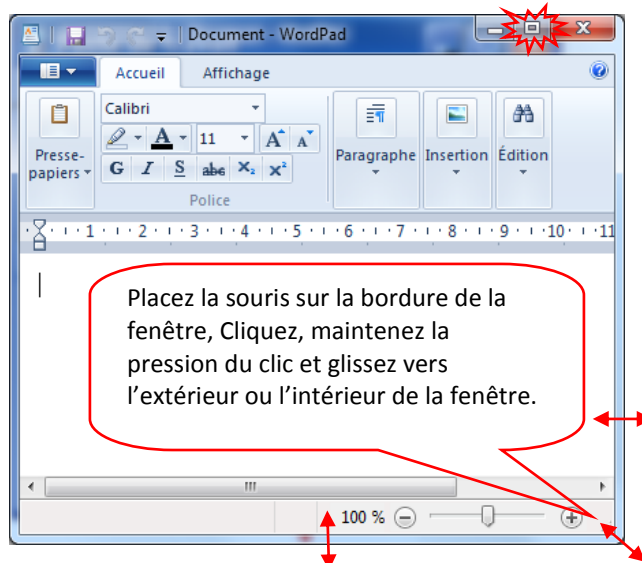 Document - WordPad
Accueil Affichage
Calibri
11 A A
Presse-
papiers
G I S abc X₂ X²
Police
Paragraphe Insertion Édition
1 2 3 4 5 6 7 8 9 10 11
Placez la souris sur la bordure de la
fenêtre, Cliquez, maintenez la
pression du clic et glissez vers
l’extérieur ou l’intérieur de la fenêtre.
100 %